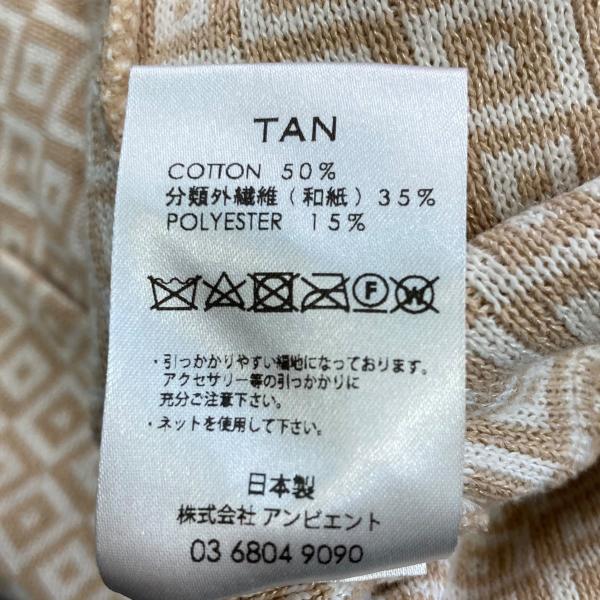 TAN
COTTON 50%
分類外繊維（和紙）35%
POLYESTER 15%
F W
・引っかかりやすい編地になっております。
アクセサリー等の引っかかりに
充分ご注意下さい。
・ネットを使用して下さい。
日本製
株式会社 アンビエント
03 6804 9090